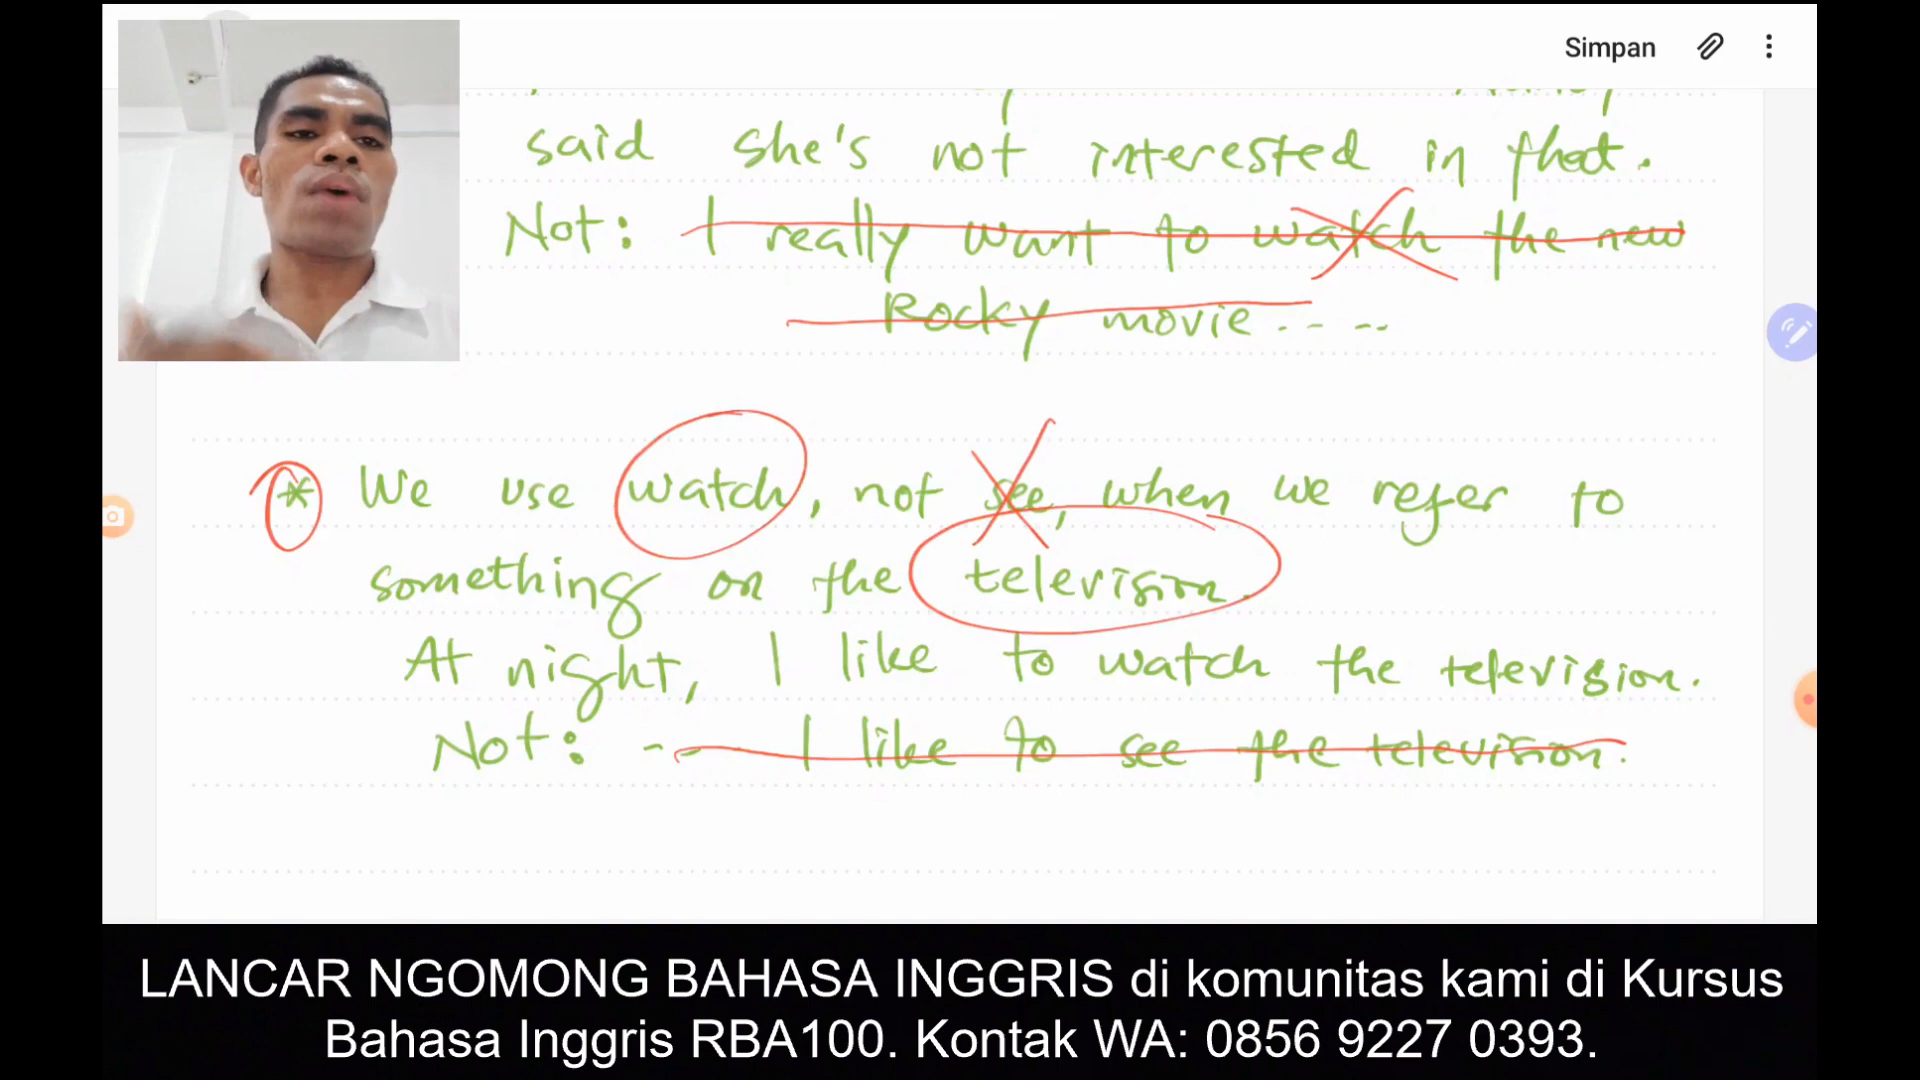 Simpan
said she's not interested in that.
Not: I really want to watch the new
Rocky movie.----
* We use watch, not see, when we refer to
something on the television.
At night, I like to watch the television.
Not: -- I like to see the television.
LANCAR NGOMONG BAHASA INGGRIS di komunitas kami di Kursus
Bahasa Inggris RBA100. Kontak WA: 0856 9227 0393.